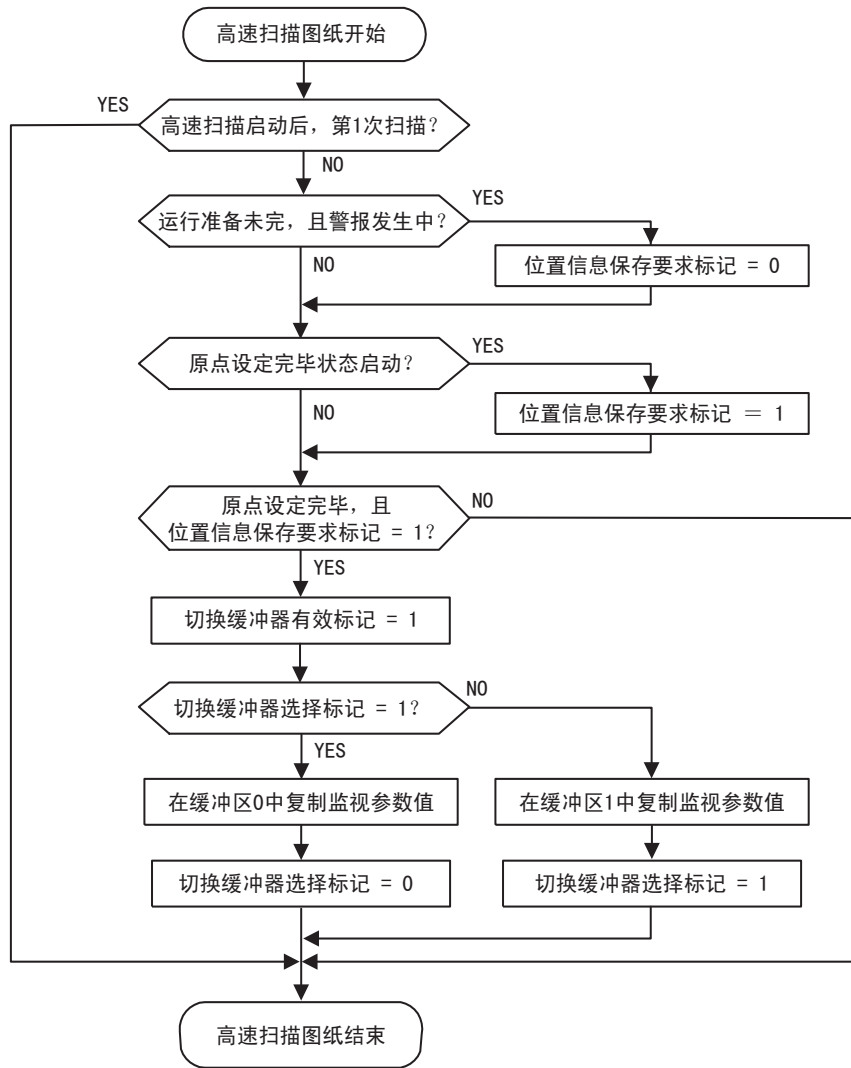 高速扫描图纸开始
YES
高速扫描启动后，第1次扫描？
NO
运行准备未完，且警报发生中？
YES
NO
位置信息保存要求标记 = 0
原点设定完毕状态启动？
YES
NO
位置信息保存要求标记 ＝ 1
原点设定完毕，且
位置信息保存要求标记 = 1？
NO
YES
切换缓冲器有效标记 = 1
切换缓冲器选择标记 = 1？
NO
YES
在缓冲区0中复制监视参数值
在缓冲区1中复制监视参数值
切换缓冲器选择标记 = 0
切换缓冲器选择标记 = 1
高速扫描图纸结束